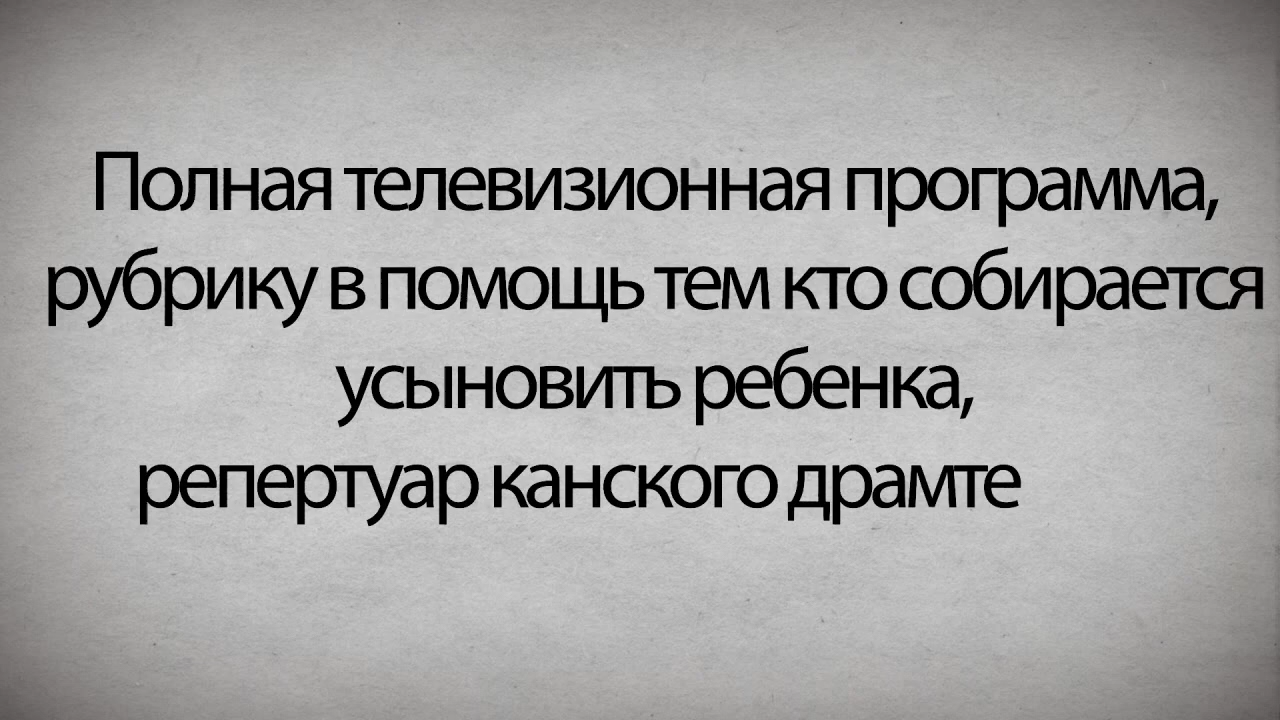 Полная телевизионная программа,
рубрику в помощь тем кто собирается
усыновить ребенка,
репертуар канского драмте